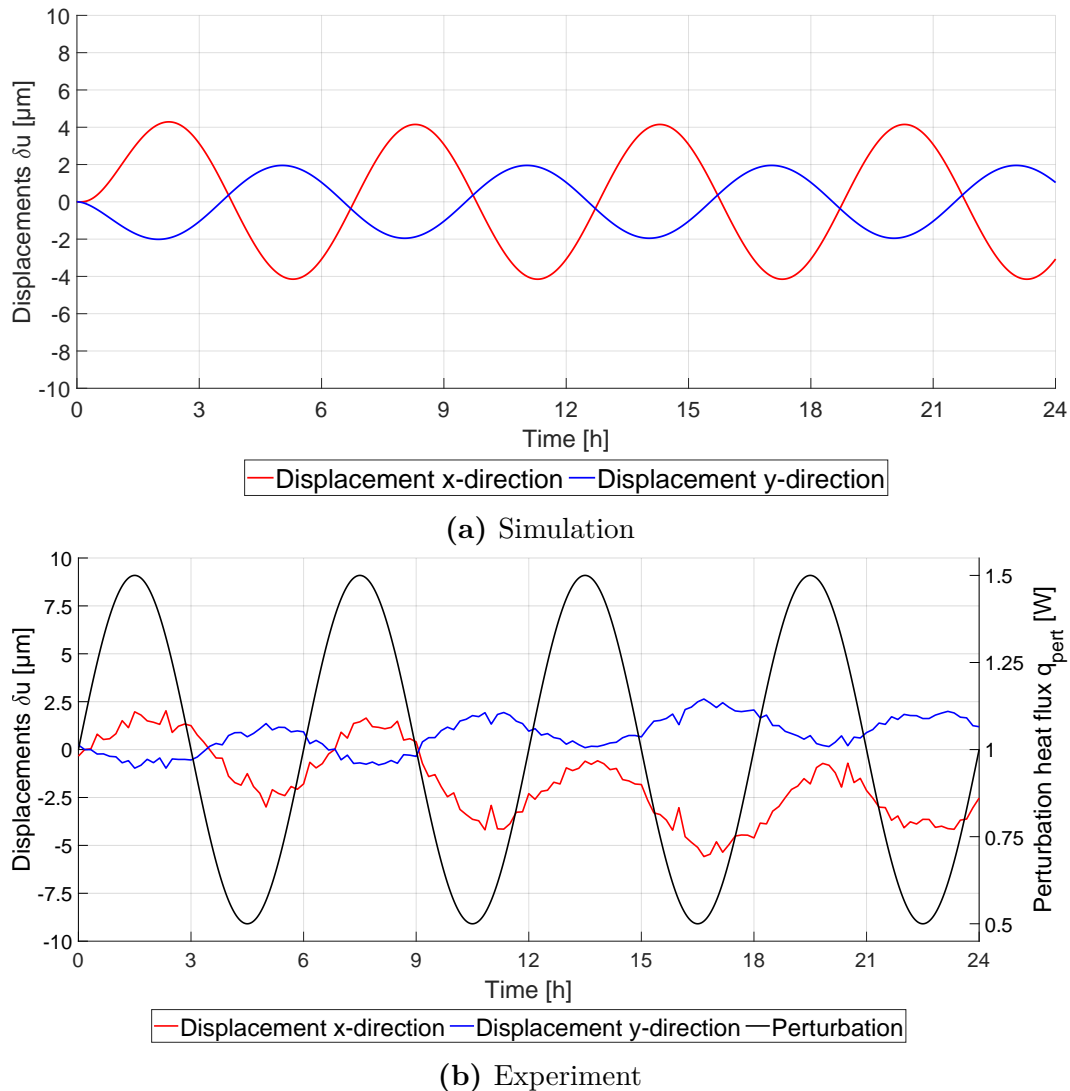 10
8
6
4
2
0
-2
-4
-6
-8
-10
Displacements δu [µm]
0 3 6 9 12 15 18 21 24
Time [h]
Displacement x-direction Displacement y-direction
(a) Simulation
10
7.5
5
2.5
0
-2.5
-5
-7.5
-10
Displacements δu [µm]
1.5
1.25
1
0.75
0.5
Perturbation heat flux q_pert [W]
0 3 6 9 12 15 18 21 24
Time [h]
Displacement x-direction Displacement y-direction Perturbation
(b) Experiment